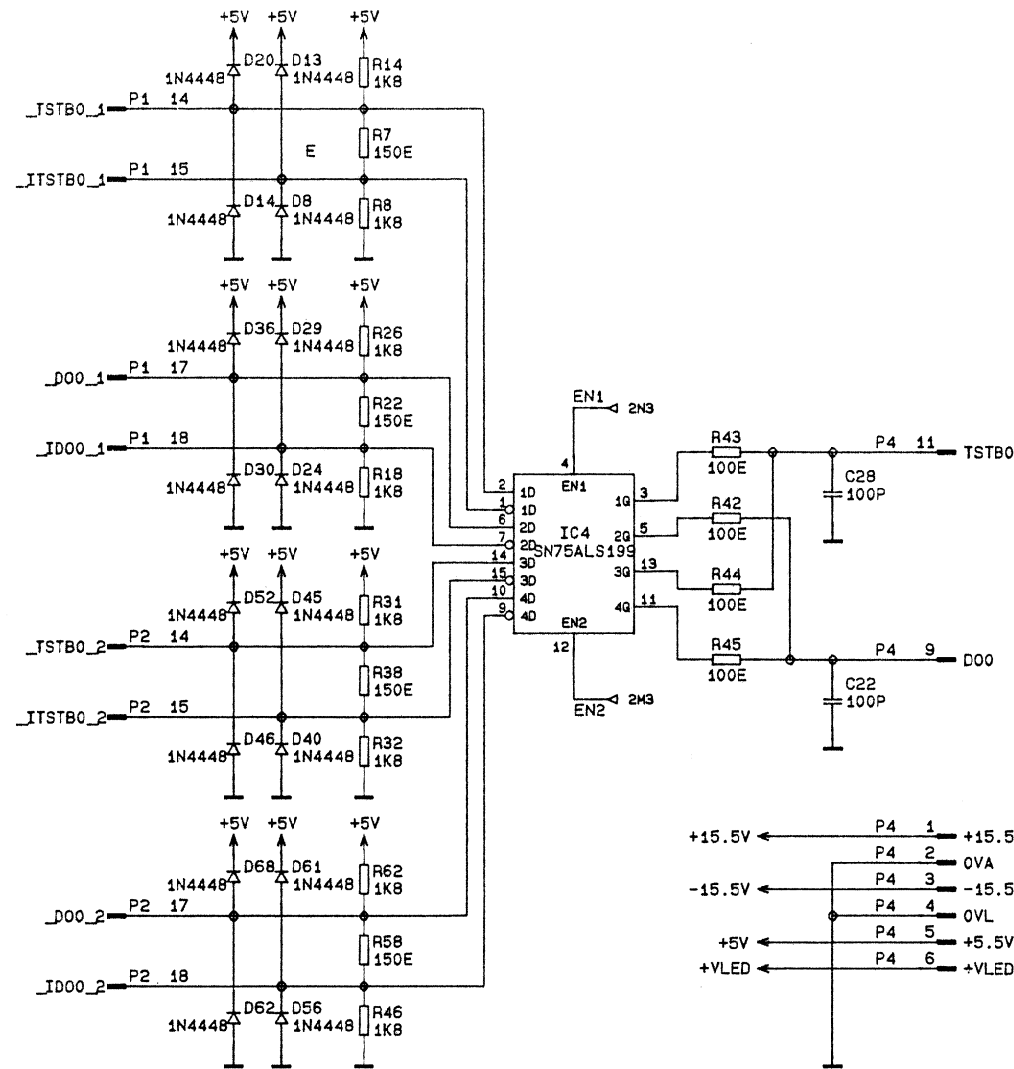 +5V +5V +5V
D20 D13 R14
1N4448 1N4448 1K8
_TSTB0_1 P1 14
R7
E 150E
_ITSTB0_1 P1 15
D14 D8 R8
1N4448 1N4448 1K8
+5V +5V +5V
D36 D29 R26
1N4448 1N4448 1K8
_DO0_1 P1 17
R22
150E
_IDO0_1 P1 18
D30 D24 R18
1N4448 1N4448 1K8
+5V +5V +5V
D52 D45 R31
1N4448 1N4448 1K8
_TSTB0_2 P2 14
R38
150E
_ITSTB0_2 P2 15
D46 D40 R32
1N4448 1N4448 1K8
+5V +5V +5V
D68 D61 R62
1N4448 1N4448 1K8
_DO0_2 P2 17
R58
150E
_IDO0_2 P2 18
D62 D56 R46
1N4448 1N4448 1K8
EN1 2N3
4
EN1
2 1D 1Q 3
1 1D
6 2D 2Q 5
7 2D
14 3D 3Q 13
15 3D
10 4D 4Q 11
9 4D
IC4
SN75ALS199
EN2
12
EN2 2M3
R43
100E
R42
100E
R44
100E
R45
100E
P4 11 TSTB0
C28
100P
P4 9 DO0
C22
100P
+15.5V P4 1 +15.5
P4 2 0VA
-15.5V P4 3 -15.5
P4 4 0VL
+5V P4 5 +5.5V
+VLED P4 6 +VLED